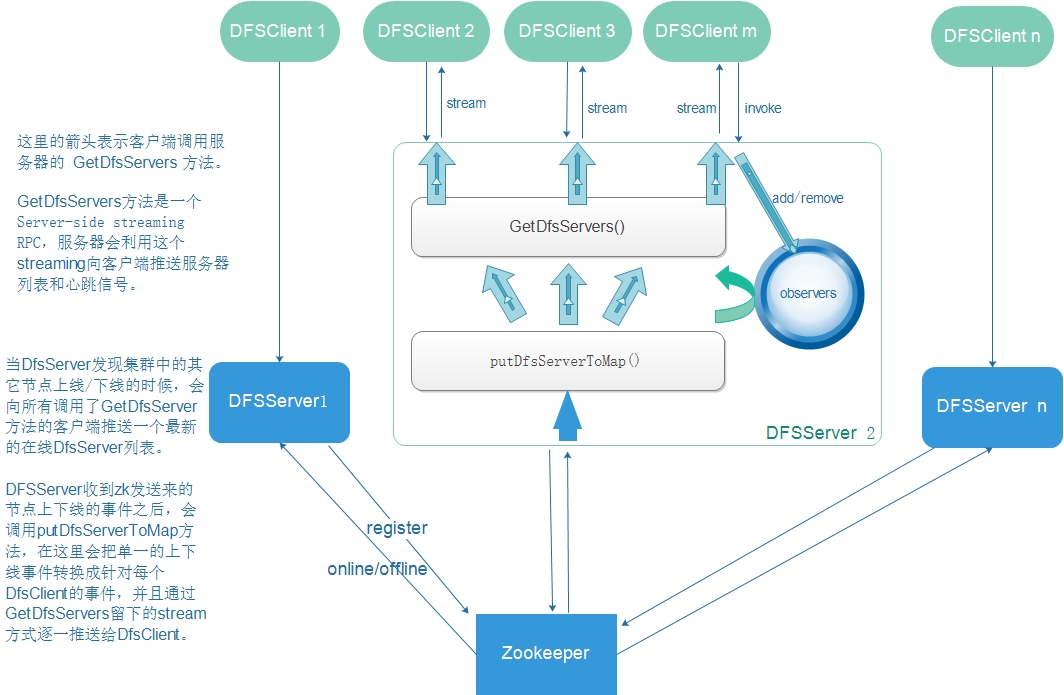 DFSClient 1
DFSClient 2
DFSClient 3
DFSClient m
DFSClient n
stream
stream
stream
invoke
这里的箭头表示客户端调用服
务器的 GetDfsServers 方法。
GetDfsServers方法是一个
Server-side streaming
RPC，服务器会利用这个
streaming向客户端推送服务器
列表和心跳信号。
add/remove
GetDfsServers()
observers
putDfsServerToMap()
当DfsServer发现集群中的其
它节点上线/下线的时候，会
向所有调用了GetDfsServer
方法的客户端推送一个最新
的在线DfsServer列表。
DFSServer1
DFSServer n
DFSServer 2
DFSServer收到zk发送来的
节点上下线的事件之后，会
调用putDfsServerToMap方
法，在这里会把单一的上下
线事件转换成针对每个
DfsClient的事件，并且通过
GetDfsServers留下的stream
方式逐一推送给DfsClient。
register
online/offline
Zookeeper